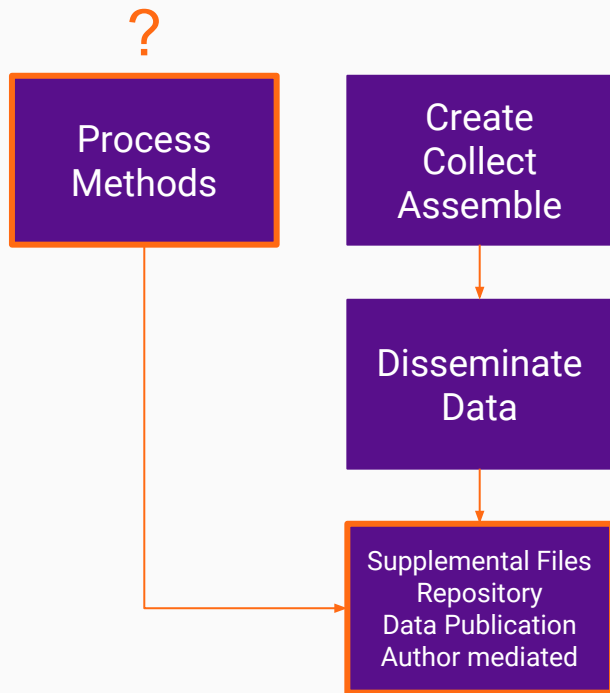 ?
Process
Methods
Create
Collect
Assemble
Disseminate
Data
Supplemental Files
Repository
Data Publication
Author mediated